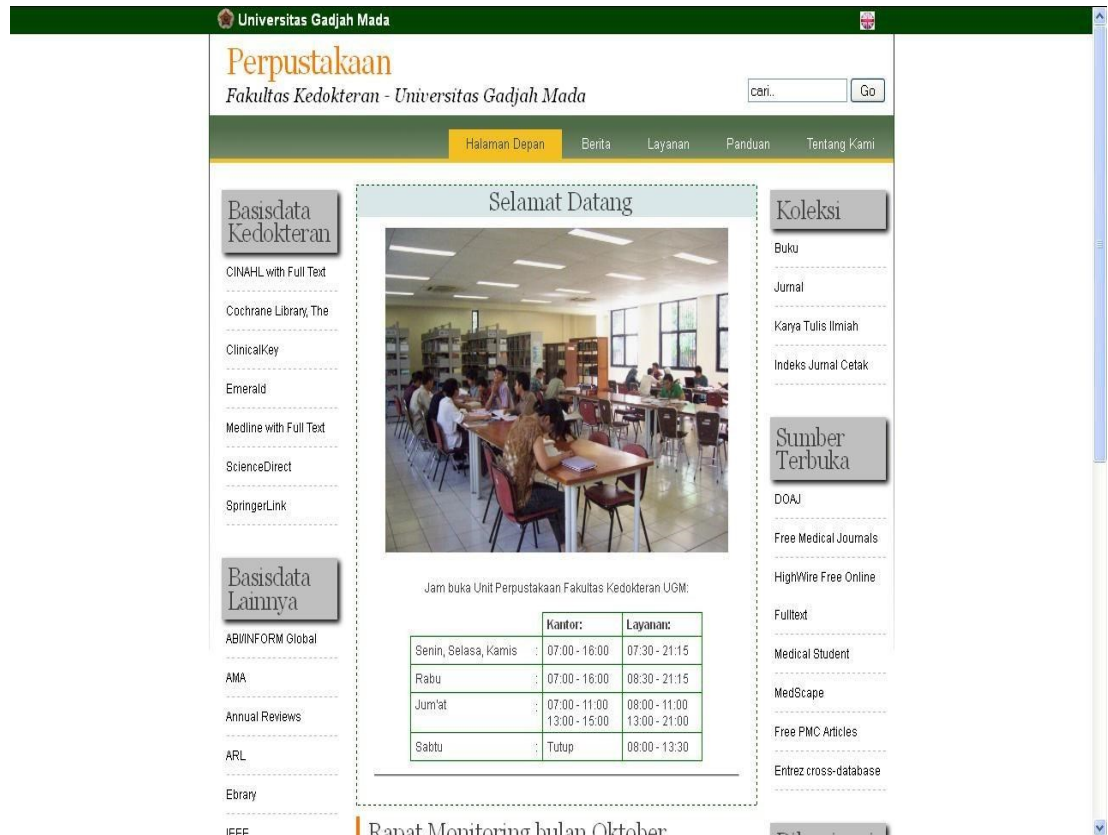 Universitas Gadjah Mada
Perpustakaan
Fakultas Kedokteran - Universitas Gadjah Mada
cari..
Go
Halaman Depan Berita Layanan Panduan Tentang Kami
Basisdata
Kedokteran
CINAHL with Full Text
Cochrane Library, The
ClinicalKey
Emerald
Medline with Full Text
ScienceDirect
SpringerLink
Basisdata
Lainnya
ABI/INFORM Global
AMA
Annual Reviews
ARL
Ebrary
IEEE
Selamat Datang
Jam buka Unit Perpustakaan Fakultas Kedokteran UGM:
Kantor: Layanan:
Senin, Selasa, Kamis : 07:00 - 16:00 07:30 - 21:15
Rabu : 07:00 - 16:00 08:30 - 21:15
Jum'at : 07:00 - 11:00 08:00 - 11:00
13:00 - 15:00 13:00 - 21:00
Sabtu : Tutup 08:00 - 13:30
Rapat Monitoring bulan Oktober
Koleksi
Buku
Jurnal
Karya Tulis Ilmiah
Indeks Jurnal Cetak
Sumber
Terbuka
DOAJ
Free Medical Journals
HighWire Free Online
Fulltext
Medical Student
MedScape
Free PMC Articles
Entrez cross-database